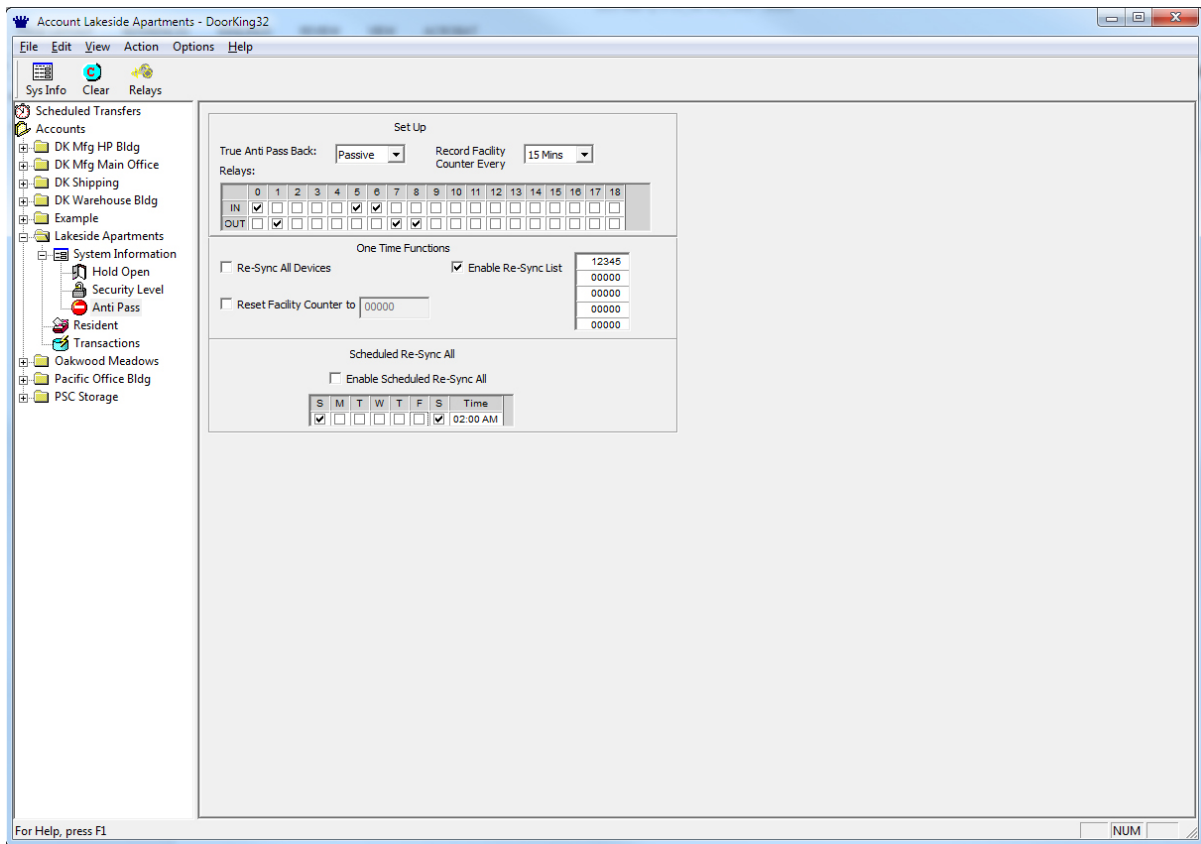 Account Lakeside Apartments - DoorKing32
File Edit View Action Options Help
Sys Info Clear Relays
Scheduled Transfers
Accounts
DK Mfg HP Bldg
DK Mfg Main Office
DK Shipping
DK Warehouse Bldg
Example
Lakeside Apartments
System Information
Hold Open
Security Level
Anti Pass
Resident
Transactions
Oakwood Meadows
Pacific Office Bldg
PSC Storage
Set Up
True Anti Pass Back: Passive Record Facility Counter Every 15 Mins
Relays:
0 1 2 3 4 5 6 7 8 9 10 11 12 13 14 15 16 17 18
IN
OUT
One Time Functions
Re-Sync All Devices Enable Re-Sync List
12345
00000
00000
00000
00000
Reset Facility Counter to 00000
Scheduled Re-Sync All
Enable Scheduled Re-Sync All
S M T W T F S Time
02:00 AM
For Help, press F1 NUM